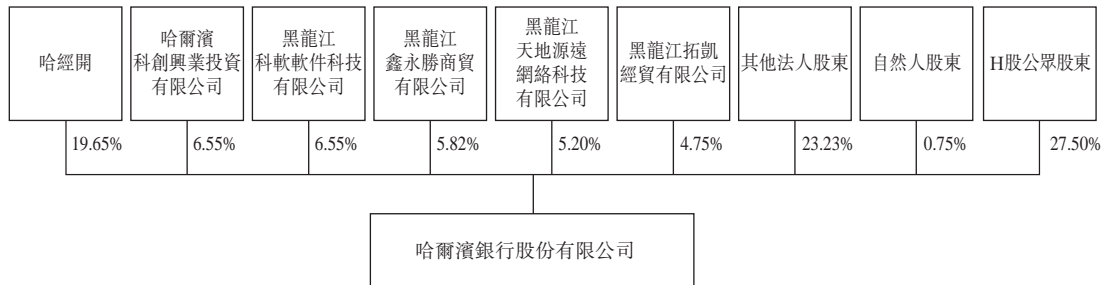 哈經開
哈爾濱
科創興業投資
有限公司
黑龍江
科軟軟件科技
有限公司
黑龍江
鑫永勝商貿
有限公司
黑龍江
天地源遠
網絡科技
有限公司
黑龍江拓凱
經貿有限公司
其他法人股東
自然人股東
H股公眾股東
19.65%
6.55%
6.55%
5.82%
5.20%
4.75%
23.23%
0.75%
27.50%
哈爾濱銀行股份有限公司